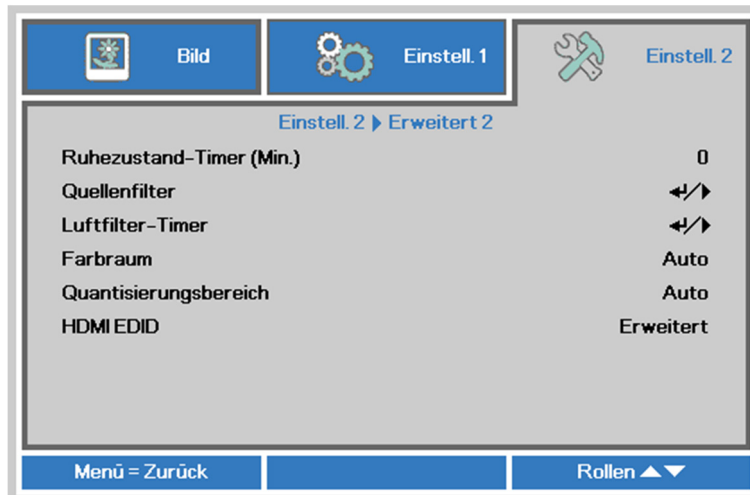 Bild
Einstell. 1
Einstell. 2
Einstell. 2 ▶ Erweitert 2
Ruhezustand-Timer (Min.) 0
Quellenfilter ↵/▶
Luftfilter-Timer ↵/▶
Farbraum Auto
Quantisierungsbereich Auto
HDMI EDID Erweitert
Menü = Zurück
Rollen ▲▼